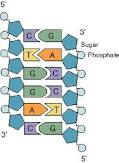 5'
C G 3'
Sugar
T A Phosphate
G C
G C
A T
C G
3'
5'